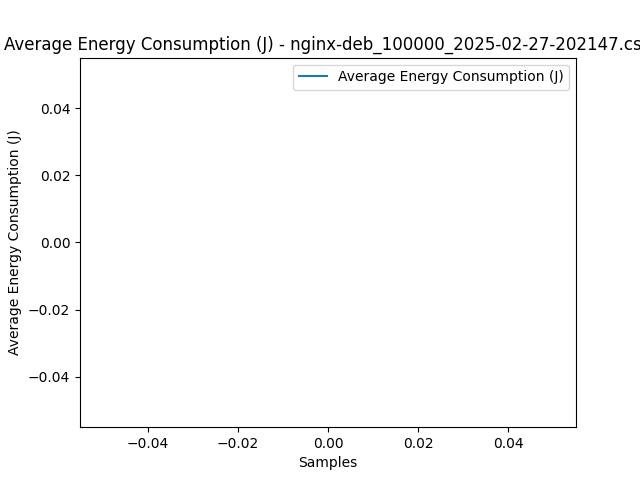 Average Energy Consumption (J) - nginx-deb_100000_2025-02-27-202147.cs
Average Energy Consumption (J)
Average Energy Consumption (J)
0.04
0.02
0.00
−0.02
−0.04
−0.04 −0.02 0.00 0.02 0.04
Samples